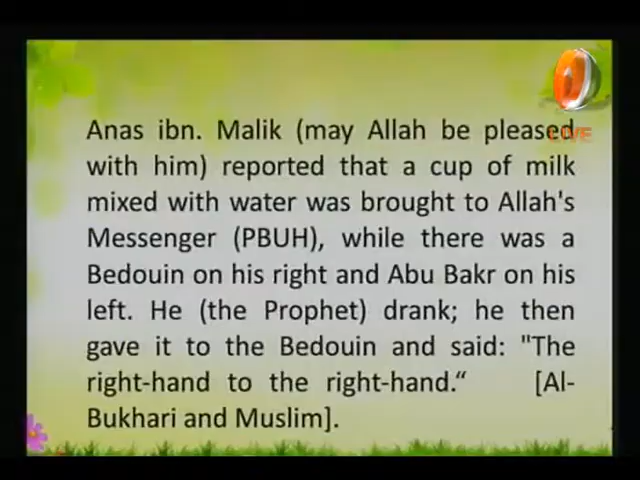 Anas ibn. Malik (may Allah be pleased
with him) reported that a cup of milk
mixed with water was brought to Allah's
Messenger (PBUH), while there was a
Bedouin on his right and Abu Bakr on his
left. He (the Prophet) drank; he then
gave it to the Bedouin and said: "The
right-hand to the right-hand.“ [Al-
Bukhari and Muslim].
LIVE